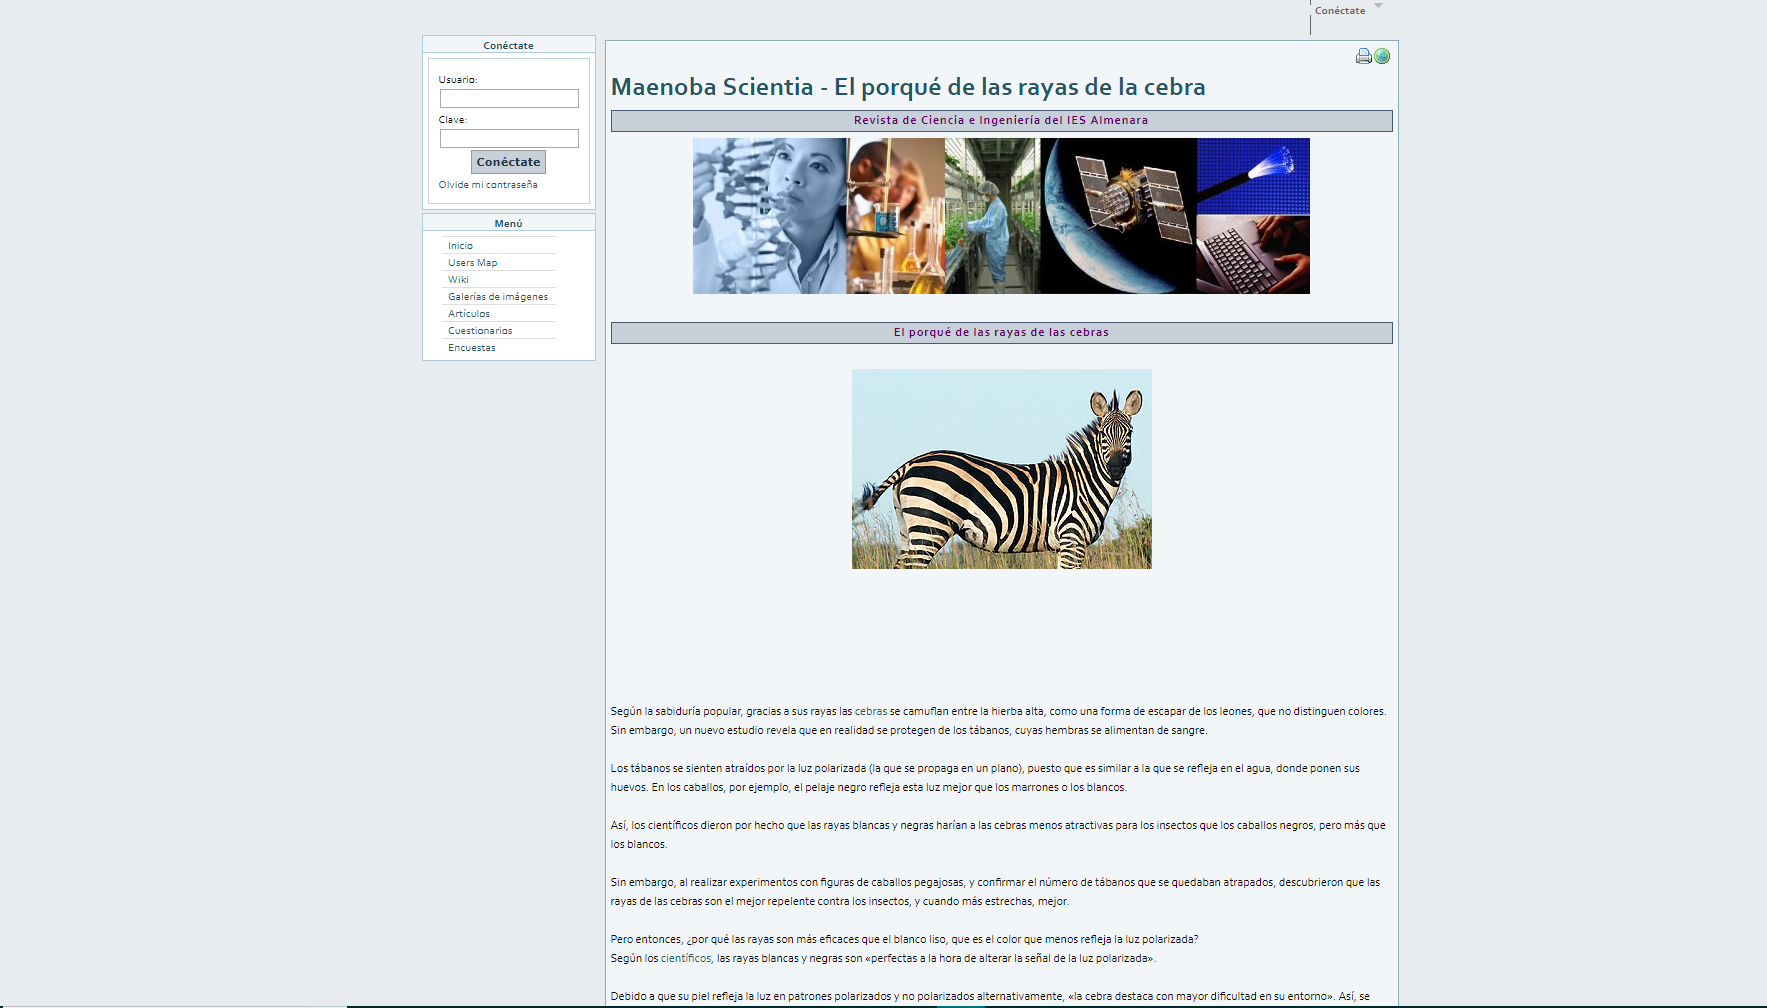 Conéctate
Conéctate
Usuario:
Clave:
Conéctate
Olvide mi contraseña
Menú
Inicio
Users Map
Wiki
Galerías de imágenes
Artículos
Cuestionarios
Encuestas
Maenoba Scientia - El porqué de las rayas de la cebra
Revista de Ciencia e Ingeniería del IES Almenara
El porqué de las rayas de las cebras
Según la sabiduría popular, gracias a sus rayas las cebras se camuflan entre la hierba alta, como una forma de escapar de los leones, que no distinguen colores.
Sin embargo, un nuevo estudio revela que en realidad se protegen de los tábanos, cuyas hembras se alimentan de sangre.
Los tábanos se sienten atraídos por la luz polarizada (la que se propaga en un plano), puesto que es similar a la que se refleja en el agua, donde ponen sus
huevos. En los caballos, por ejemplo, el pelaje negro refleja esta luz mejor que los marrones o los blancos.
Así, los científicos dieron por hecho que las rayas blancas y negras harían a las cebras menos atractivas para los insectos que los caballos negros, pero más que
los blancos.
Sin embargo, al realizar experimentos con figuras de caballos pegajosas, y confirmar el número de tábanos que se quedaban atrapados, descubrieron que las
rayas de las cebras son el mejor repelente contra los insectos, y cuando más estrechas, mejor.
Pero entonces, ¿por qué las rayas son más eficaces que el blanco liso, que es el color que menos refleja la luz polarizada?
Según los científicos, las rayas blancas y negras son «perfectas a la hora de alterar la señal de la luz polarizada».
Debido a que su piel refleja la luz en patrones polarizados y no polarizados alternativamente, «la cebra destaca con mayor dificultad en su entorno». Así, se